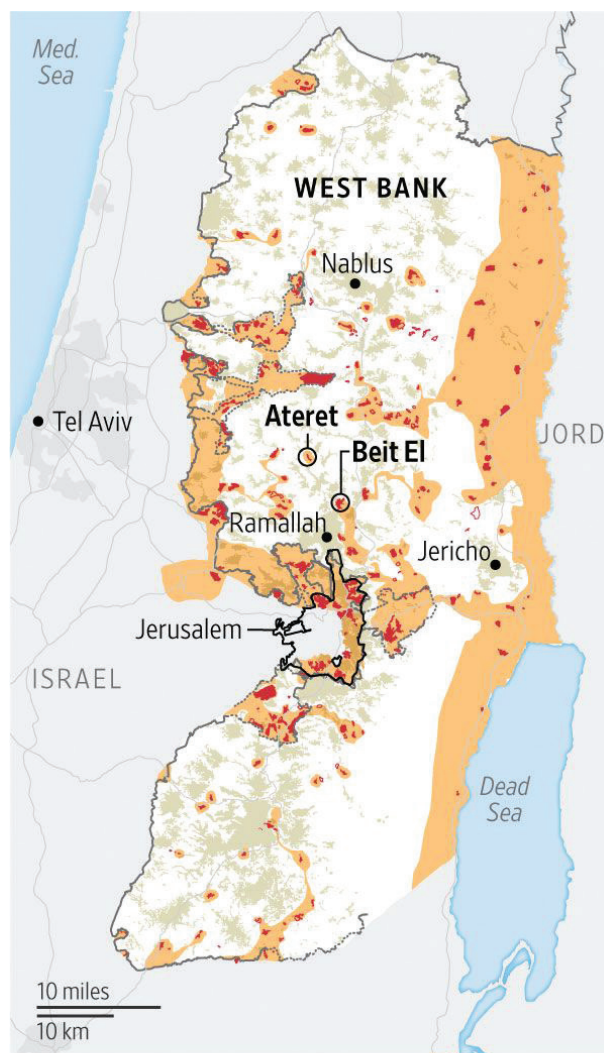 Med.
Sea
WEST BANK
Nablus
Tel Aviv
Ateret
Beit El
JORD
Ramallah
Jericho
Jerusalem
ISRAEL
Dead
Sea
10 miles
10 km